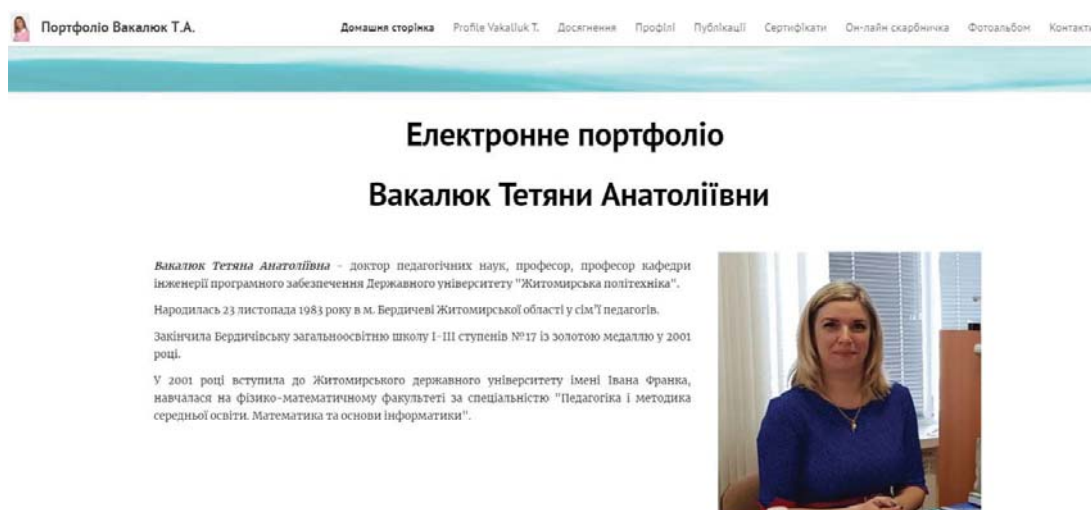 Портфоліо Вакалюк Т.А.
Домашня сторінка Profile Vakaliuk T. Досягнення Профілі Публікації Сертифікати Он-лайн скарбничка Фотоальбом Контакти
Електронне портфоліо
Вакалюк Тетяни Анатоліївни
Вакалюк Тетяна Анатоліївна - доктор педагогічних наук, професор, професор кафедри
інженерії програмного забезпечення Державного університету "Житомирська політехніка".
Народилась 23 листопада 1983 року в м. Бердичеві Житомирської області у сім'ї педагогів.
Закінчила Бердичівську загальноосвітню школу І-ІІІ ступенів №17 із золотою медаллю у 2001
році.
У 2001 році вступила до Житомирського державного університету імені Івана Франка,
навчалася на фізико-математичному факультеті за спеціальністю "Педагогіка і методика
середньої освіти. Математика та основи інформатики".